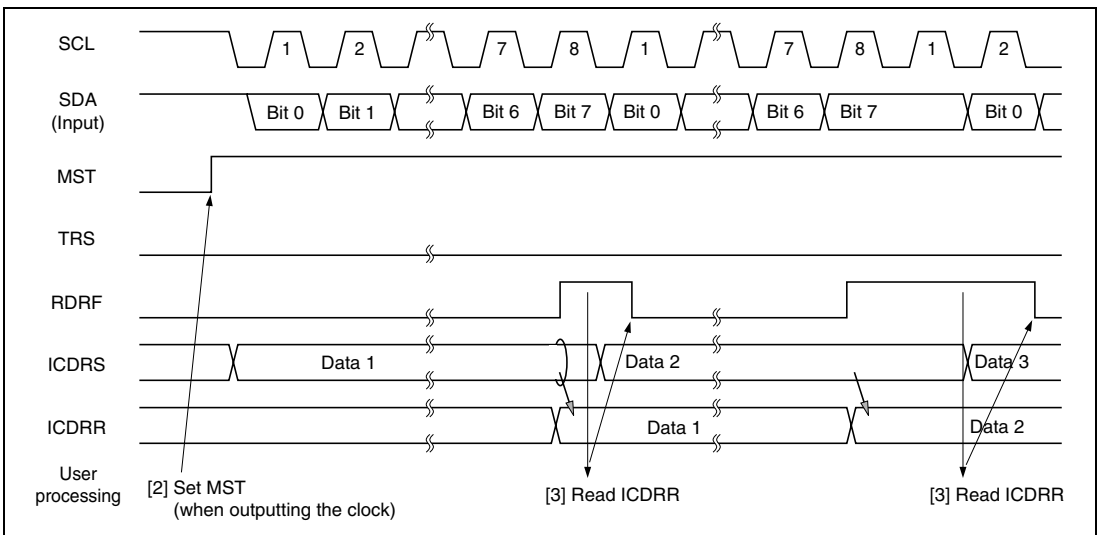 SCL 1 2 7 8 1 7 8 1 2
SDA
(Input)
Bit 0 Bit 1 Bit 6 Bit 7 Bit 0 Bit 6 Bit 7 Bit 0
MST
TRS
RDRF
ICDRS Data 1 Data 2 Data 3
ICDRR Data 1 Data 2
User
processing
[2] Set MST
(when outputting the clock)
[3] Read ICDRR
[3] Read ICDRR